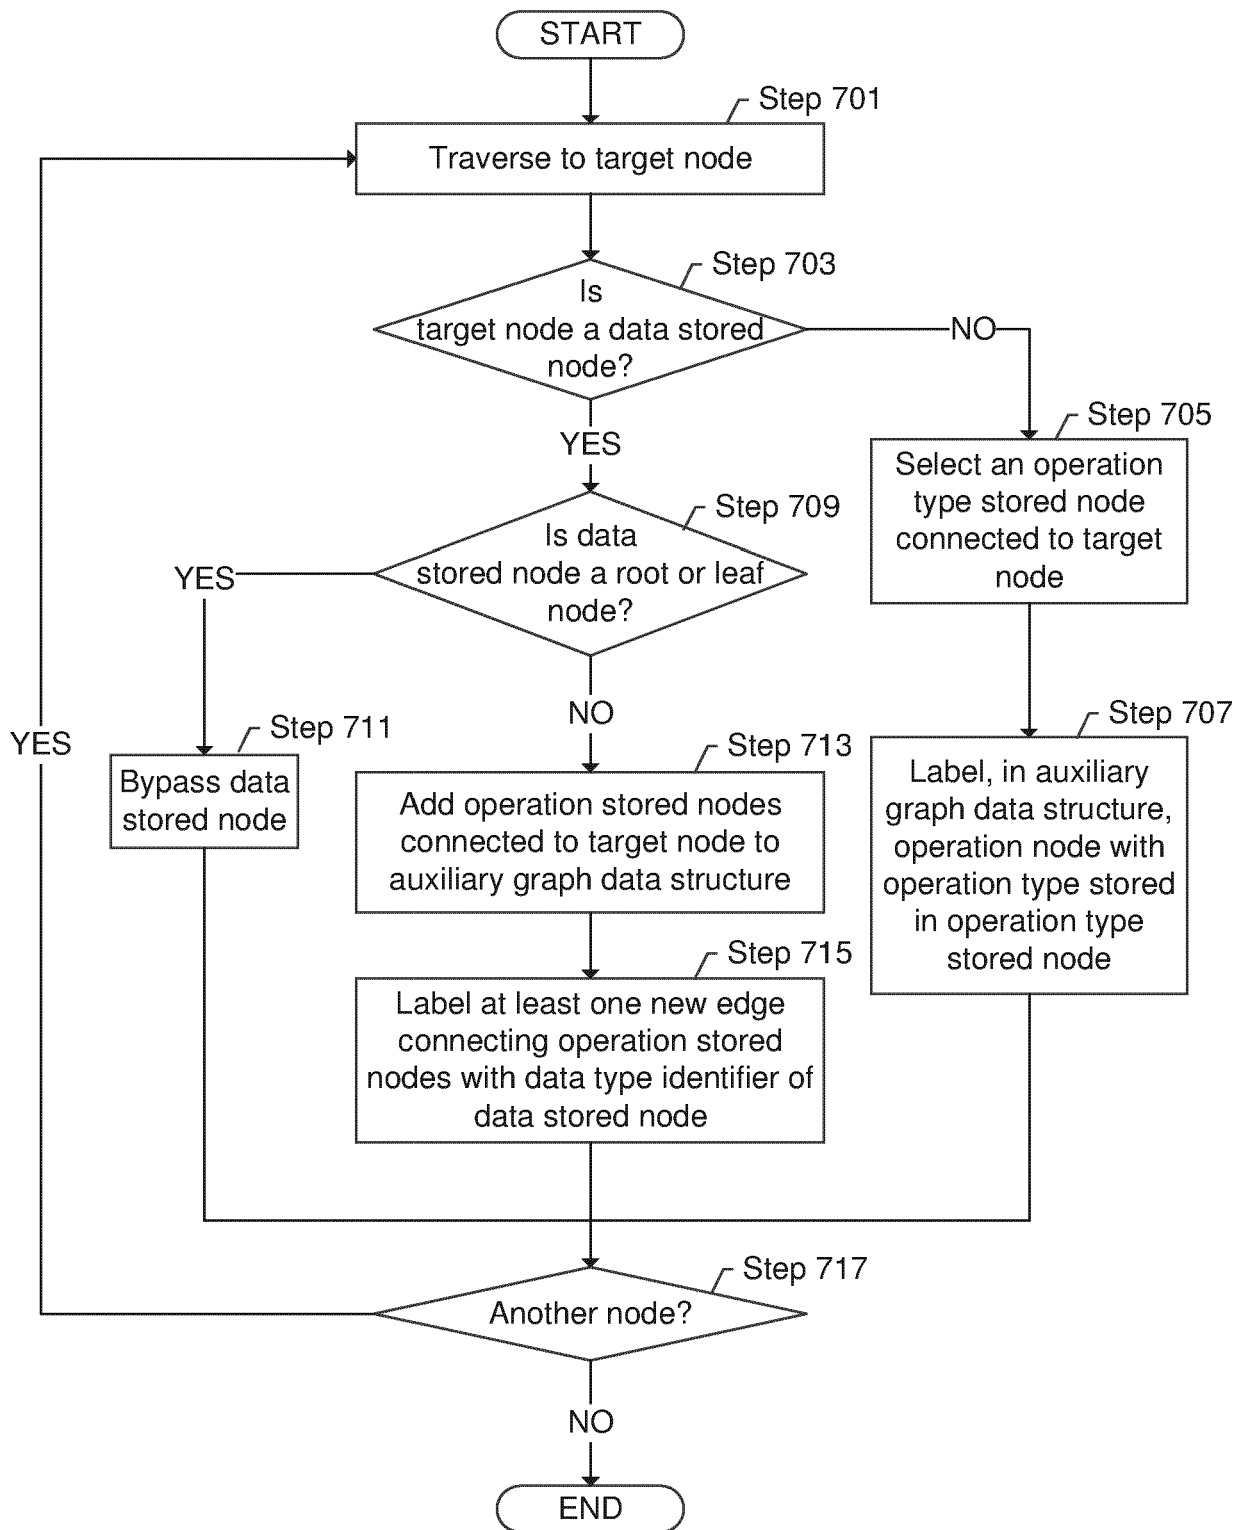 START
Step 701
Traverse to target node
Step 703
Is
target node a data stored
node?
NO
Step 705
Select an operation
type stored node
connected to target
node
YES
Step 709
Is data
stored node a root or leaf
node?
YES
NO
Step 707
Label, in auxiliary
graph data structure,
operation node with
operation type stored
in operation type
stored node
YES
Step 711
Bypass data
stored node
Step 713
Add operation stored nodes
connected to target node to
auxiliary graph data structure
Step 715
Label at least one new edge
connecting operation stored
nodes with data type identifier of
data stored node
Step 717
Another node?
NO
END